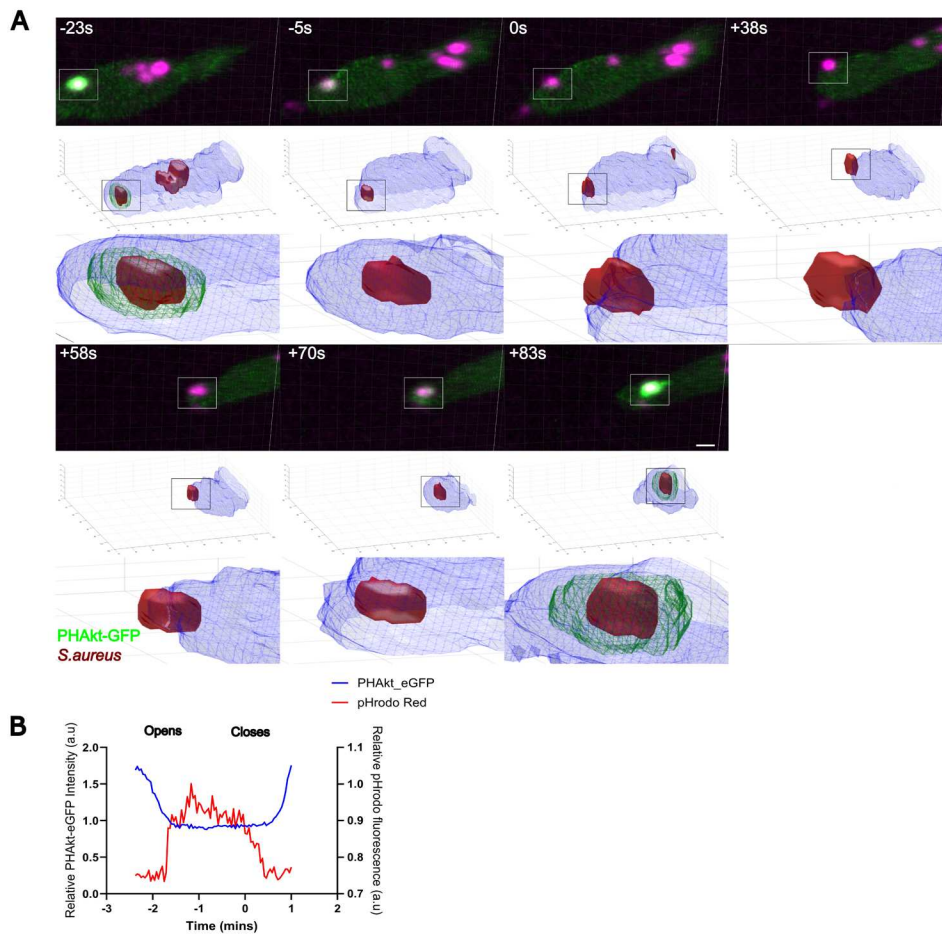 A
-23s
-5s
0s
+38s
+58s
+70s
+83s
PHAkt-GFP
S.aureus
PHAkt_eGFP
pHrodo Red
B
Opens
Closes
Relative PHAkt-eGFP Intensity (a.u)
2.0
1.5
1.0
0.5
0.0
1.1
1.0
0.9
0.8
0.7
Relative pHrodo fluorescence (a.u)
-3
-2
-1
0
1
2
Time (mins)